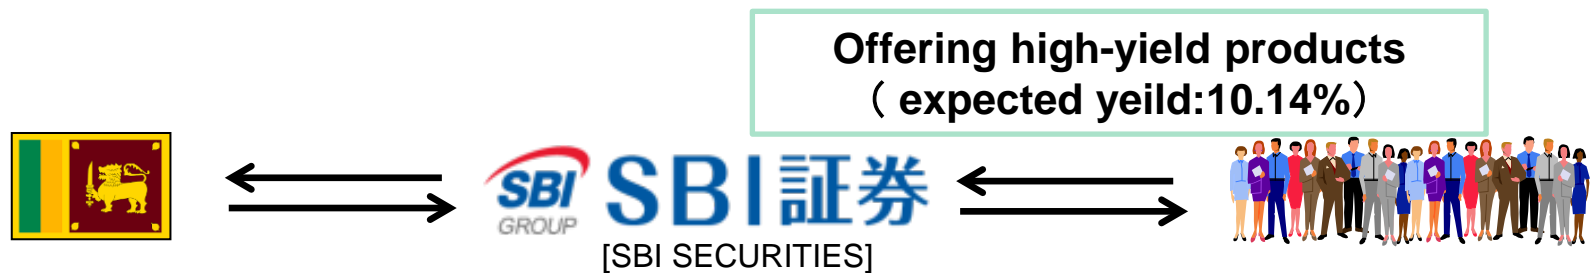 Offering high-yield products
（ expected yeild:10.14%）
SBI
GROUP
SBI証券
[SBI SECURITIES]